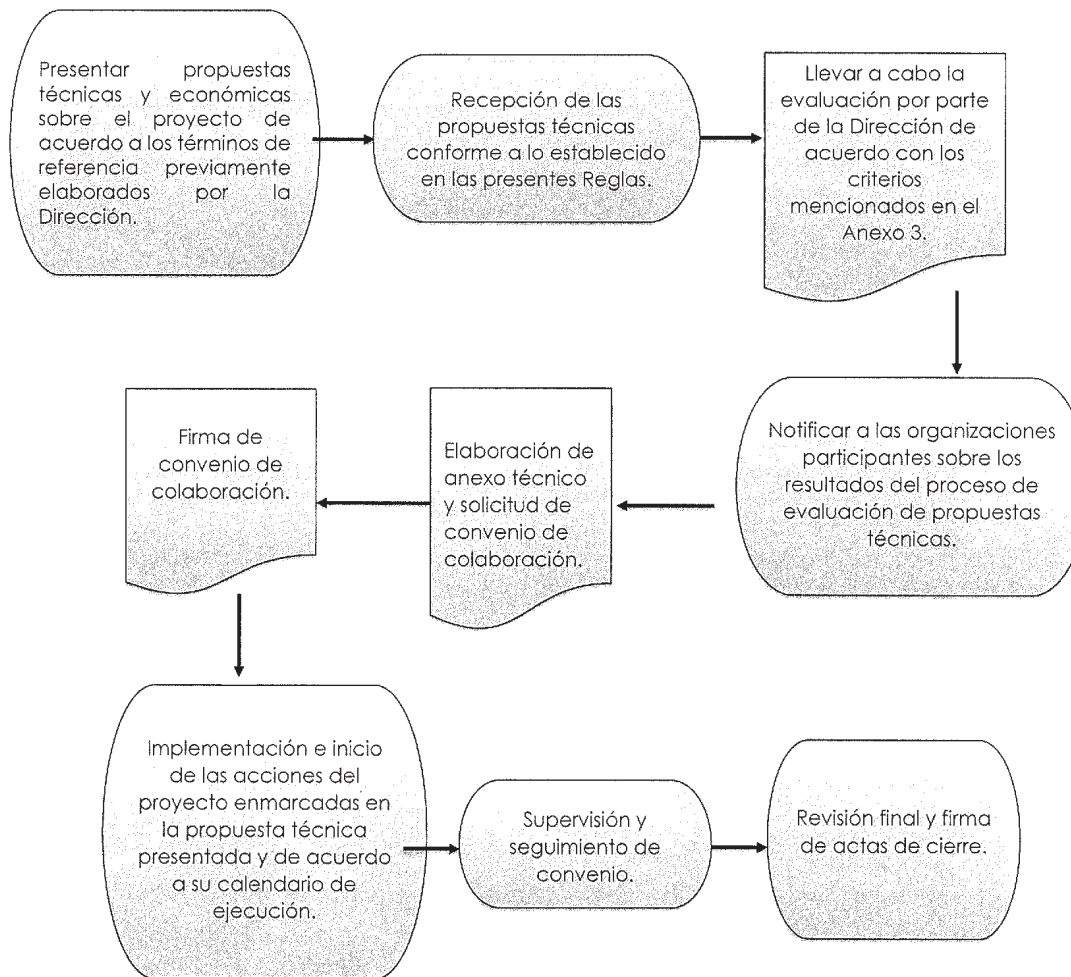 Presentar propuestas
técnicas y económicas
sobre el proyecto de
acuerdo a los términos de
referencia previamente
elaborados por la
Dirección.
Recepción de las
propuestas técnicas
conforme a lo establecido
en las presentes Reglas.
Llevar a cabo la
evaluación por parte
de la Dirección de
acuerdo con los
criterios
mencionados en el
Anexo 3.
Notificar a las organizaciones
participantes sobre los
resultados del proceso de
evaluación de propuestas
técnicas.
Elaboración de
anexo técnico
y solicitud de
convenio de
colaboración.
Firma de
convenio de
colaboración.
Implementación e inicio
de las acciones del
proyecto enmarcadas en
la propuesta técnica
presentada y de acuerdo
a su calendario de
ejecución.
Supervisión y
seguimiento de
convenio.
Revisión final y firma
de actas de cierre.